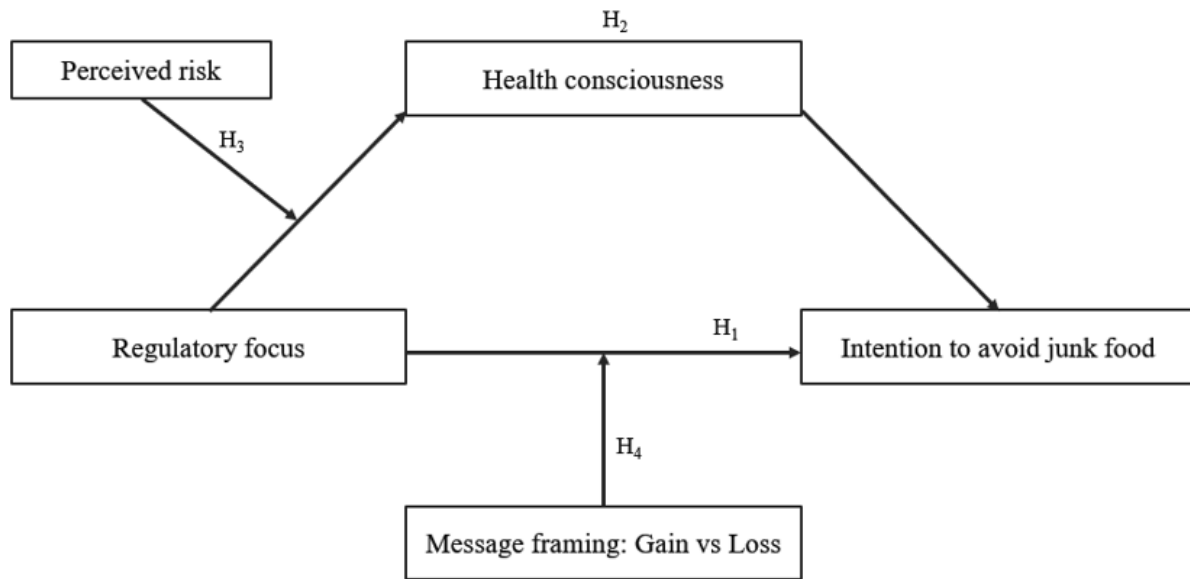 H₂
Perceived risk
Health consciousness
H₃
Regulatory focus
H₁
Intention to avoid junk food
H₄
Message framing: Gain vs Loss